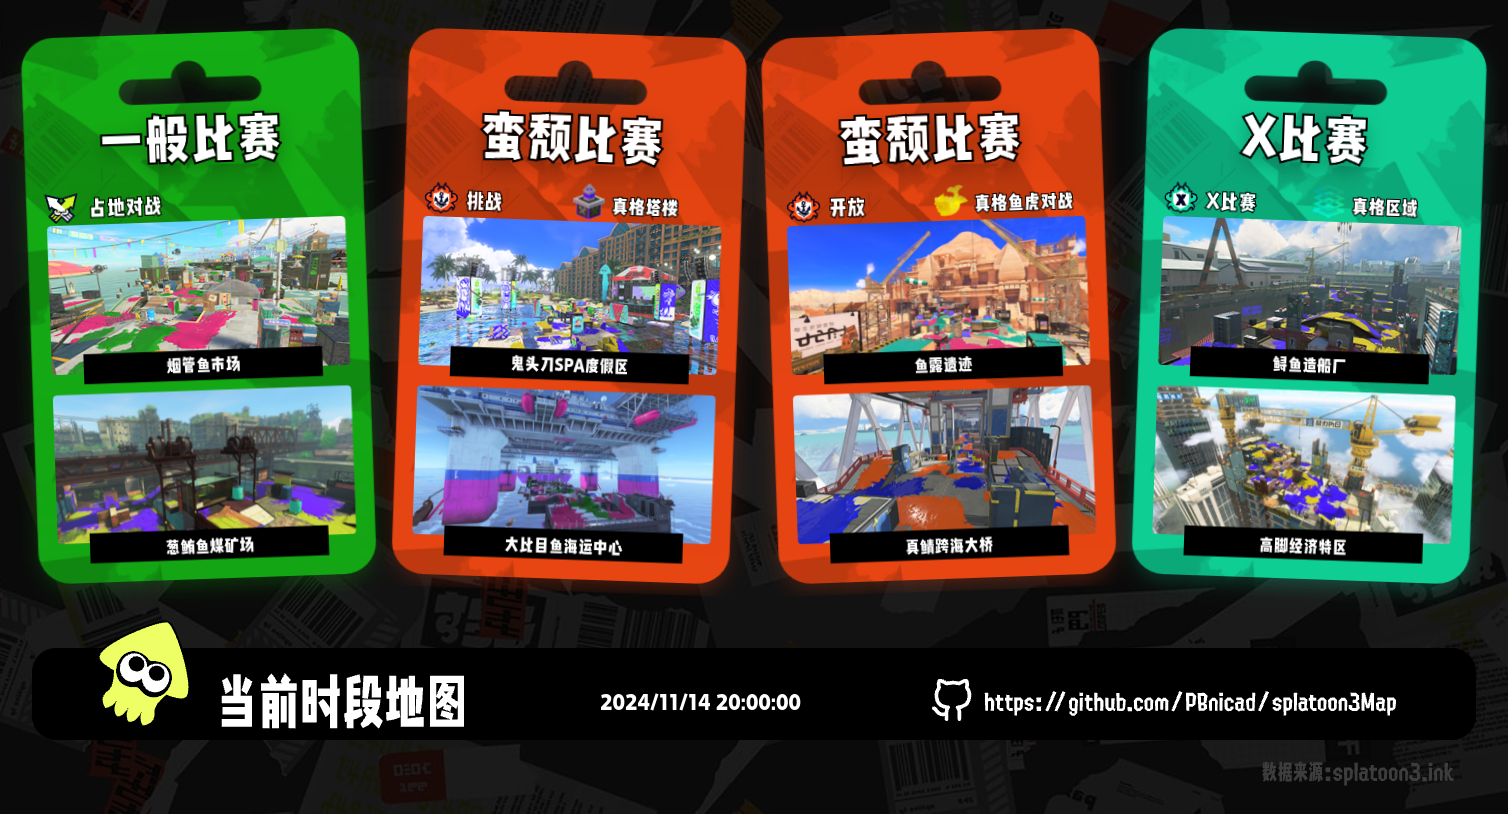 一般比赛
占地对战
烟管鱼市场
葱鲔鱼煤矿场
蛮颓比赛
挑战
真格塔楼
鬼头刀SPA度假区
大比目鱼海运中心
蛮颓比赛
开放
真格鱼虎对战
鱼露遗迹
真鲭跨海大桥
X比赛
X比赛
真格区域
鲟鱼造船厂
高脚经济特区
当前时段地图
2024/11/14 20:00:00
https://github.com/PBnicad/splatoon3Map
数据来源:splatoon3.ink